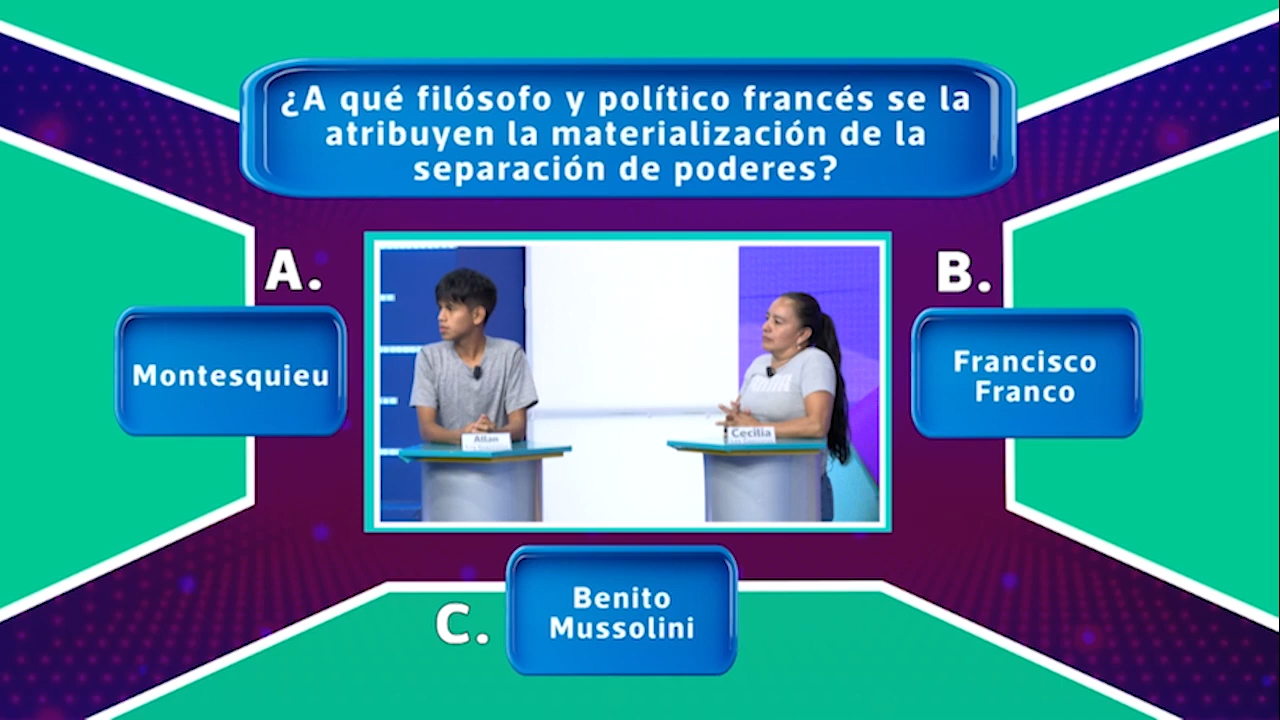 ¿A qué filósofo y político francés se la
atribuyen la materialización de la
separación de poderes?
A.
Montesquieu
B.
Francisco
Franco
Allan
Cecilia
C.
Benito
Mussolini